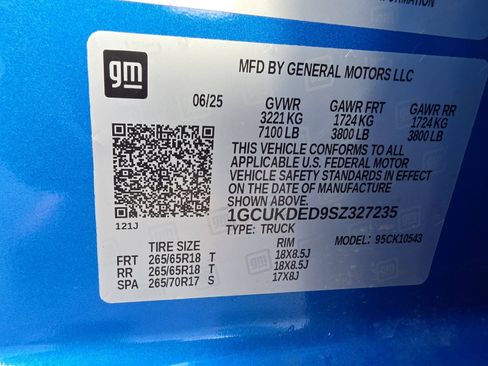 FORMATION
gm
MFD BY GENERAL MOTORS LLC
06/25 GVWR GAWR FRT GAWR RR
3221 KG 1724 KG 1724 KG
7100 LB 3800 LB 3800 LB
THIS VEHICLE CONFORMS TO ALL
APPLICABLE U.S. FEDERAL MOTOR
VEHICLE SAFETY STANDARDS IN EFFECT
ON THE DATE OF MANUFACTURE
SHOWN ABOVE.
1GCUKDED9SZ327235
121J
TYPE: TRUCK MODEL: 95CK10543
TIRE SIZE RIM
FRT 265/65R18 T 18X8.5J
RR 265/65R18 T 18X8.5J
SPA 265/70R17 S 17X8J